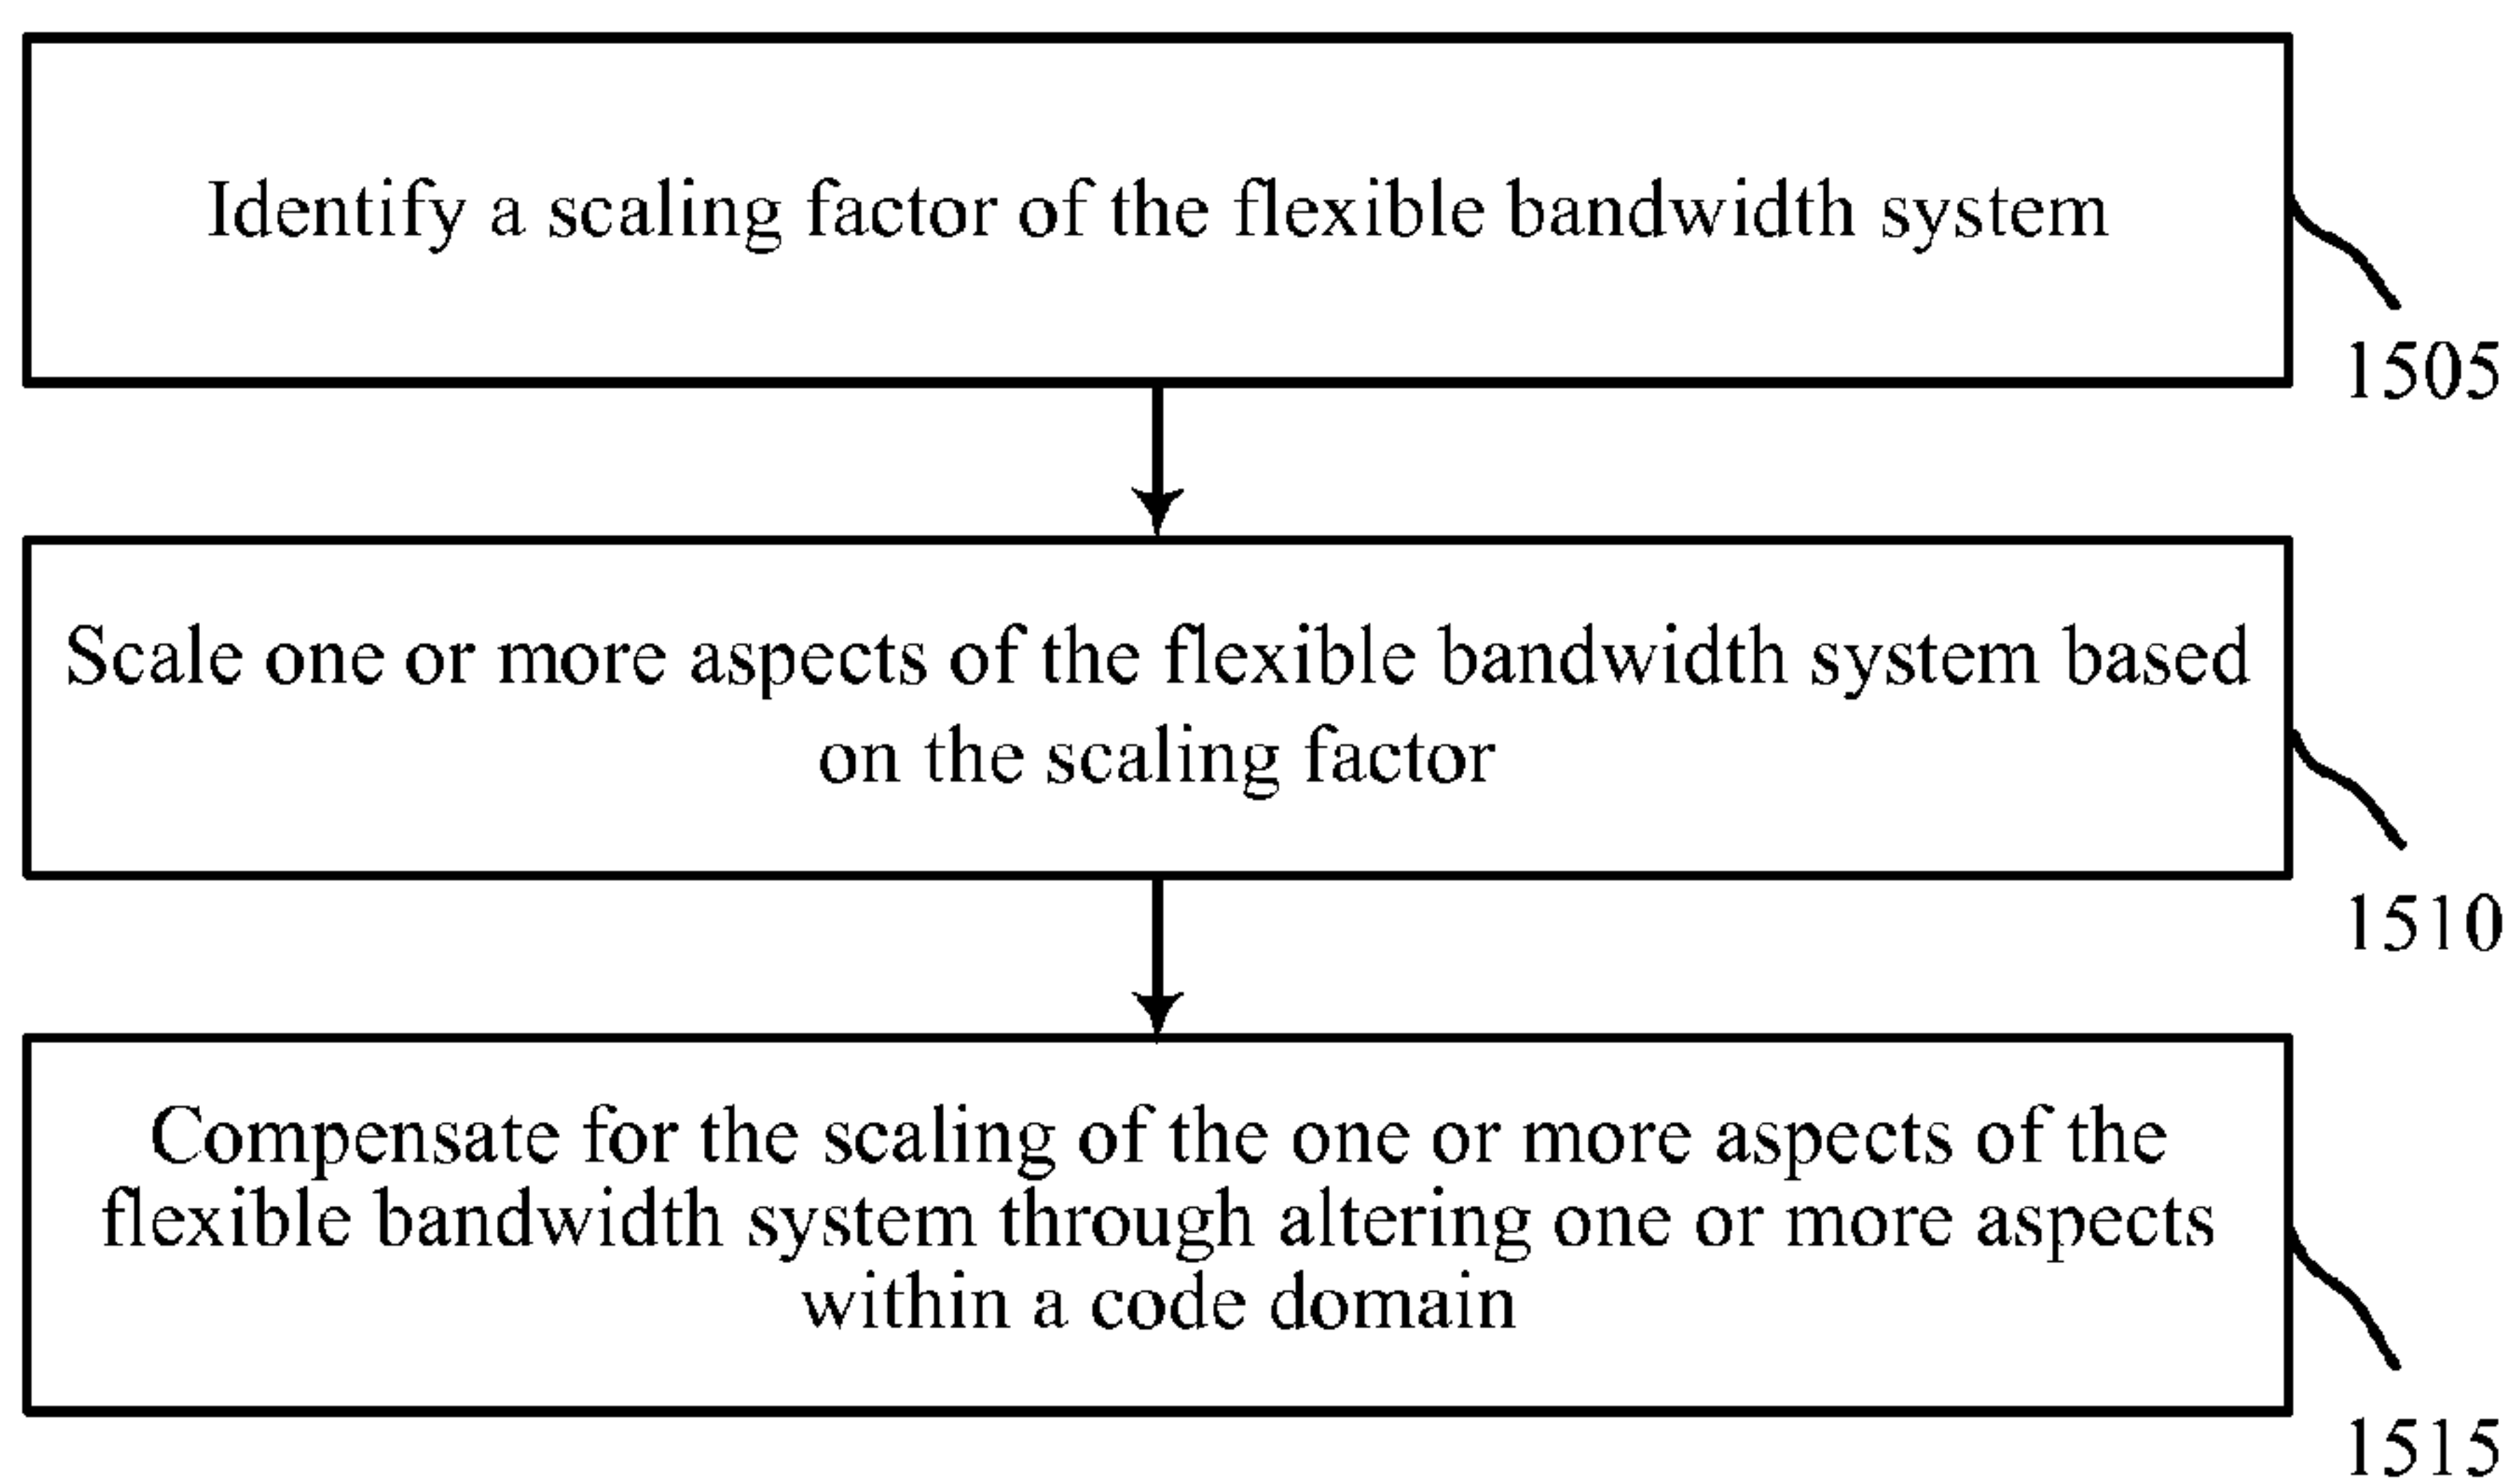 Identify a scaling factor of the flexible bandwidth system
1505
Scale one or more aspects of the flexible bandwidth system based
on the scaling factor
1510
Compensate for the scaling of the one or more aspects of the
flexible bandwidth system through altering one or more aspects
within a code domain
1515